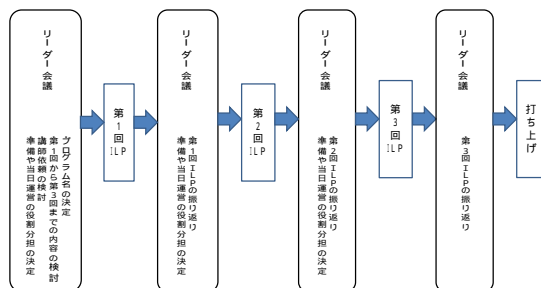 リーダー会議
プログラム名の決定
第1回から第3回までの内容の検討
講師依頼の検討
準備や当日運営の役割分担の決定
第1回ILP
リーダー会議
第1回ILPの振り返り
準備や当日運営の役割分担の決定
第2回ILP
リーダー会議
第2回ILPの振り返り
準備や当日運営の役割分担の決定
第3回ILP
リーダー会議
第3回ILPの振り返り
打ち上げ